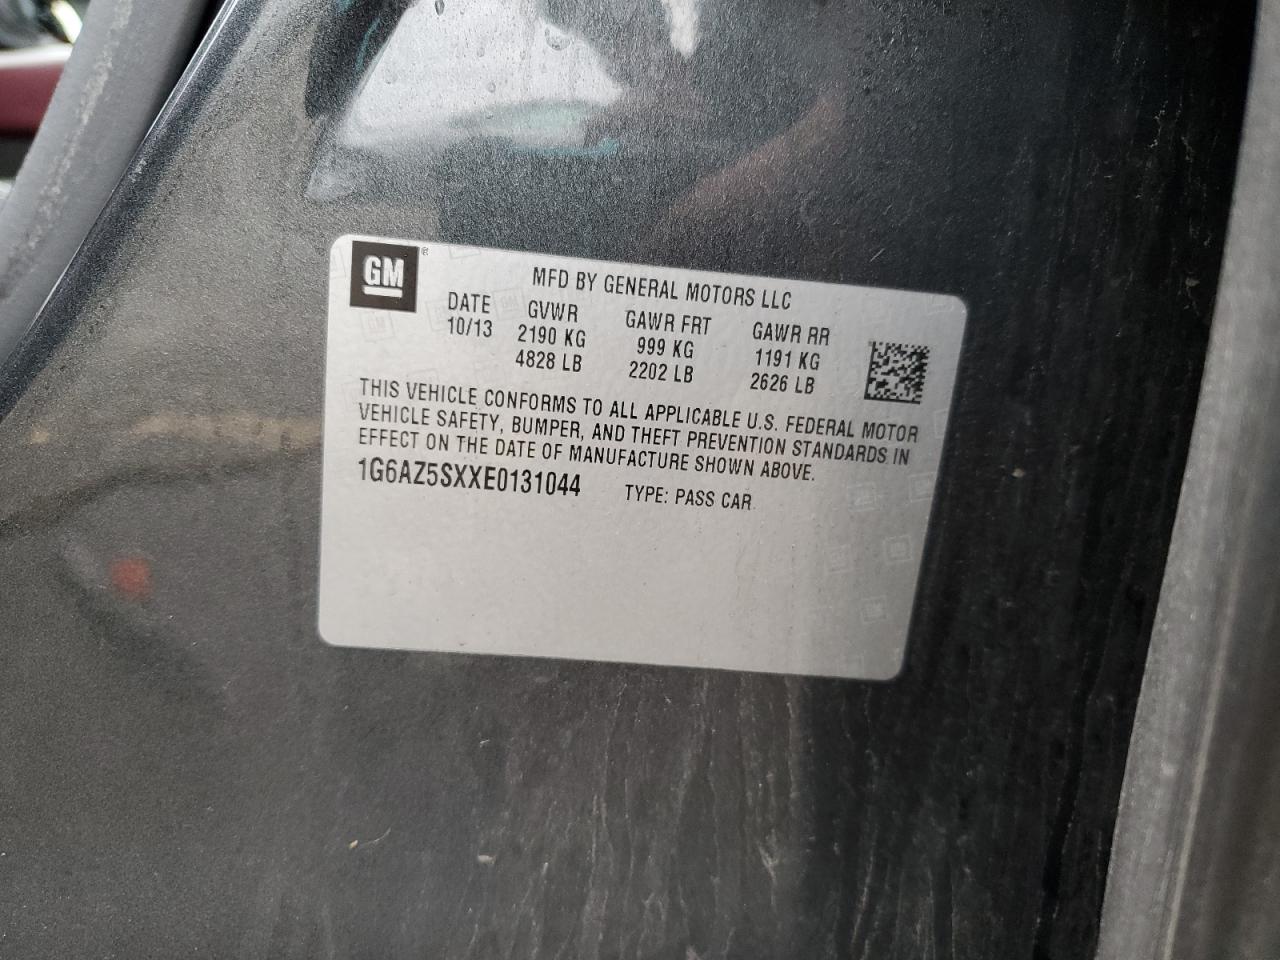 GM®
MFD BY GENERAL MOTORS LLC
DATE GVWR GAWR FRT GAWR RR
10/13 2190 KG 999 KG 1191 KG
4828 LB 2202 LB 2626 LB
THIS VEHICLE CONFORMS TO ALL APPLICABLE U.S. FEDERAL MOTOR
VEHICLE SAFETY, BUMPER, AND THEFT PREVENTION STANDARDS IN
EFFECT ON THE DATE OF MANUFACTURE SHOWN ABOVE.
1G6AZ5SXXE0131044 TYPE: PASS CAR